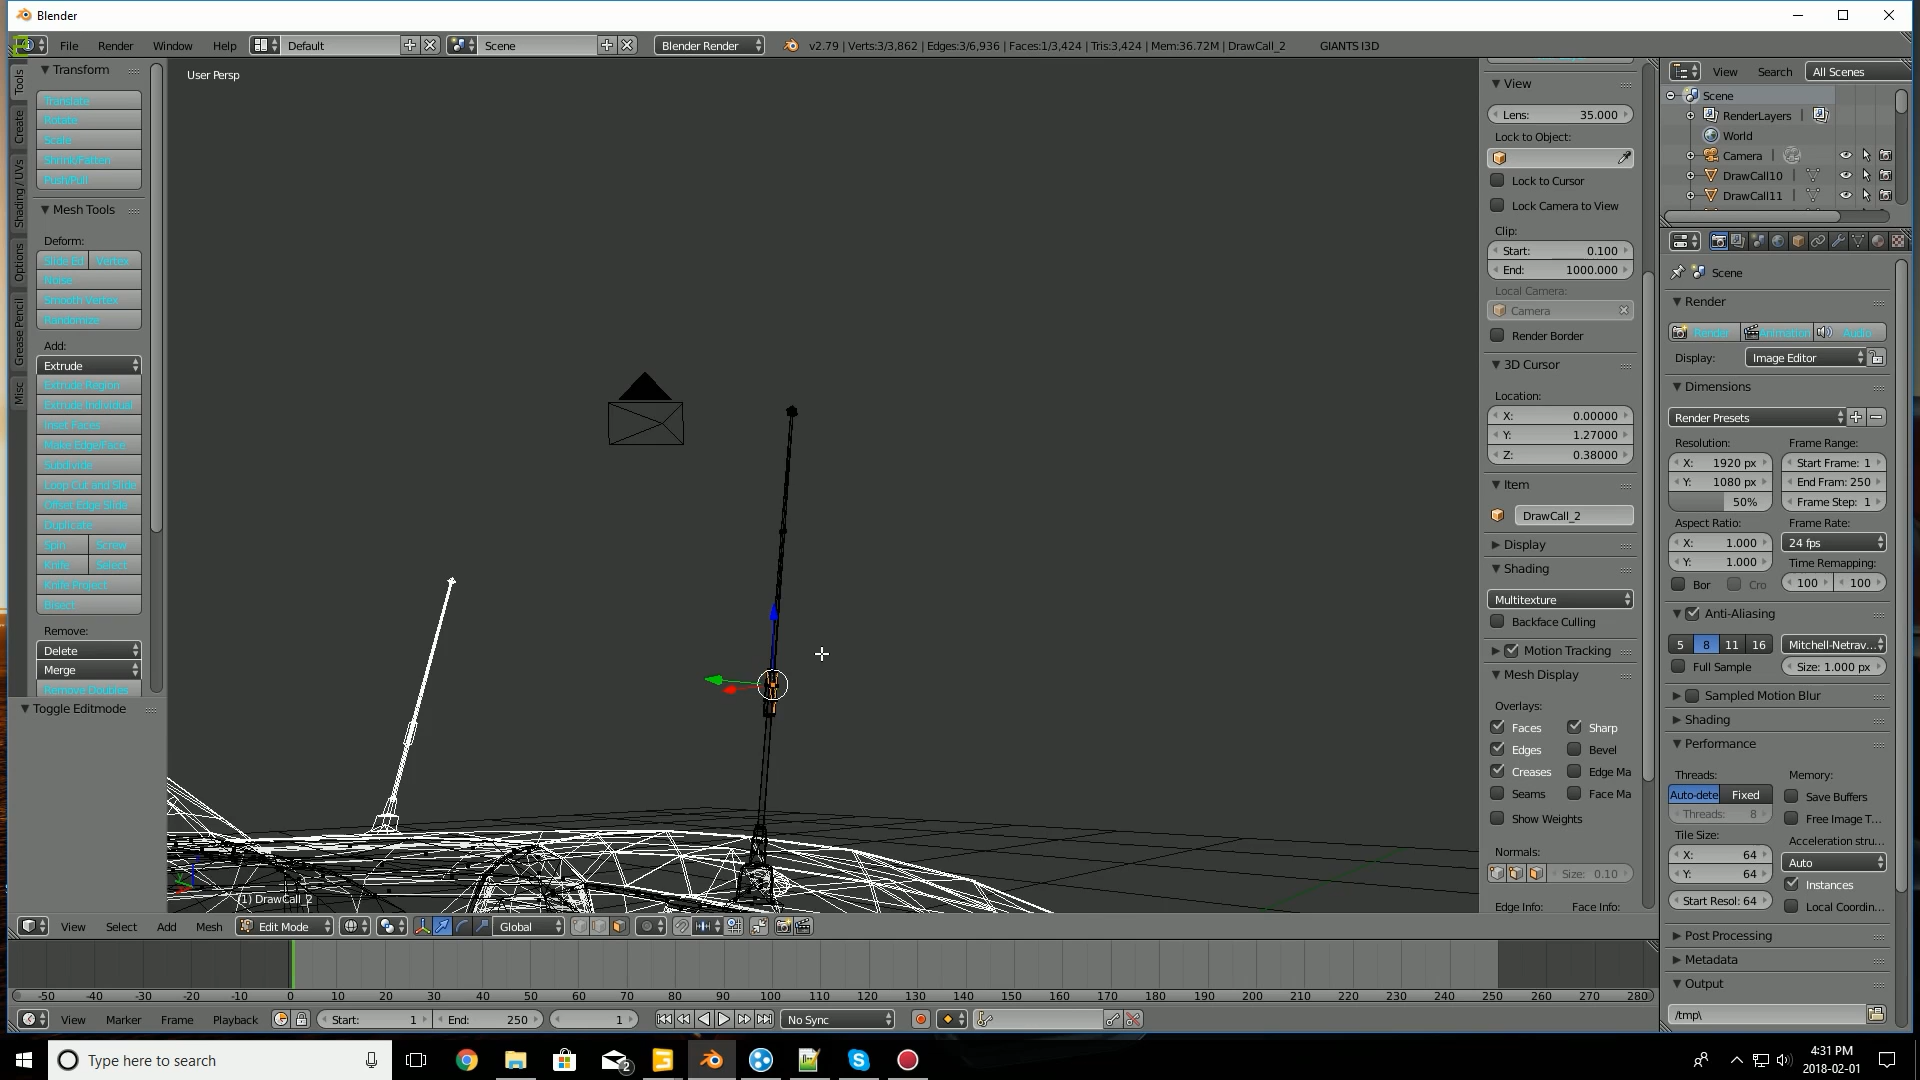 Blender
File Render Window Help Default Scene Blender Render v2.79 | Verts:3/3,862 | Edges:3/6,936 | Faces:1/3,424 | Tris:3,424 | Mem:36.72M | DrawCall_2 GIANTS I3D
Tools
Create
Shading / UVs
Options
Grease Pencil
Misc
Transform
Translate
Rotate
Scale
Shrink/Fatten
Push/Pull
Mesh Tools
Deform:
Slide Ed Vertex
Noise
Smooth Vertex
Randomize
Add:
Extrude
Extrude Region
Extrude Individual
Inset Faces
Make Edge/Face
Subdivide
Loop Cut and Slide
Offset Edge Slide
Duplicate
Spin Screw
Knife Select
Knife Project
Bisect
Remove:
Delete
Merge
Remove Doubles
Toggle Editmode
User Persp
(1) DrawCall_2
View
Lens: 35.000
Lock to Object:
Lock to Cursor
Lock Camera to View
Clip:
Start: 0.100
End: 1000.000
Local Camera:
Camera
Render Border
3D Cursor
Location:
X: 0.00000
Y: 1.27000
Z: 0.38000
Item
DrawCall_2
Display
Shading
Multitexture
Backface Culling
Motion Tracking
Mesh Display
Overlays:
Faces Sharp
Edges Bevel
Creases Edge Ma
Seams Face Ma
Show Weights
Normals:
Size: 0.10
Edge Info: Face Info:
View Search All Scenes
Scene
RenderLayers |
World
Camera |
DrawCall10 |
DrawCall11 |
Scene
Render
Render Animation Audio
Display: Image Editor
Dimensions
Render Presets
Resolution: Frame Range:
X: 1920 px Start Frame: 1
Y: 1080 px End Fram: 250
50% Frame Step: 1
Aspect Ratio: Frame Rate:
X: 1.000 24 fps
Y: 1.000 Time Remapping:
Bor Cro 100 100
Anti-Aliasing
5 8 11 16 Mitchell-Netrav...
Full Sample Size: 1.000 px
Sampled Motion Blur
Shading
Performance
Threads: Memory:
Auto-dete Fixed Save Buffers
Threads: 8 Free Image T...
Tile Size: Acceleration stru...
X: 64 Auto
Y: 64 Instances
Start Resol: 64 Local Coordin...
Post Processing
Metadata
Output
/tmp\
View Select Add Mesh Edit Mode Global
-50 -40 -30 -20 -10 0 10 20 30 40 50 60 70 80 90 100 110 120 130 140 150 160 170 180 190 200 210 220 230 240 250 260 270 280
View Marker Frame Playback Start: 1 End: 250 1 No Sync
Type here to search
2
4:31 PM
2018-02-01